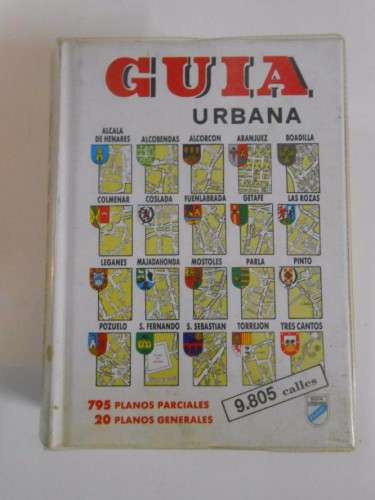 GUIA
URBANA
ALCALA DE HENARES
ALCOBENDAS
ALCORCON
ARANJUEZ
BOADILLA
COLMENAR
COSLADA
FUENLABRADA
GETAFE
LAS ROZAS
LEGANES
MAJADAHONDA
MOSTOLES
PARLA
PINTO
POZUELO
S. FERNANDO
S. SEBASTIAN
TORREJON
TRES CANTOS
795 PLANOS PARCIALES
20 PLANOS GENERALES
9.805 calles